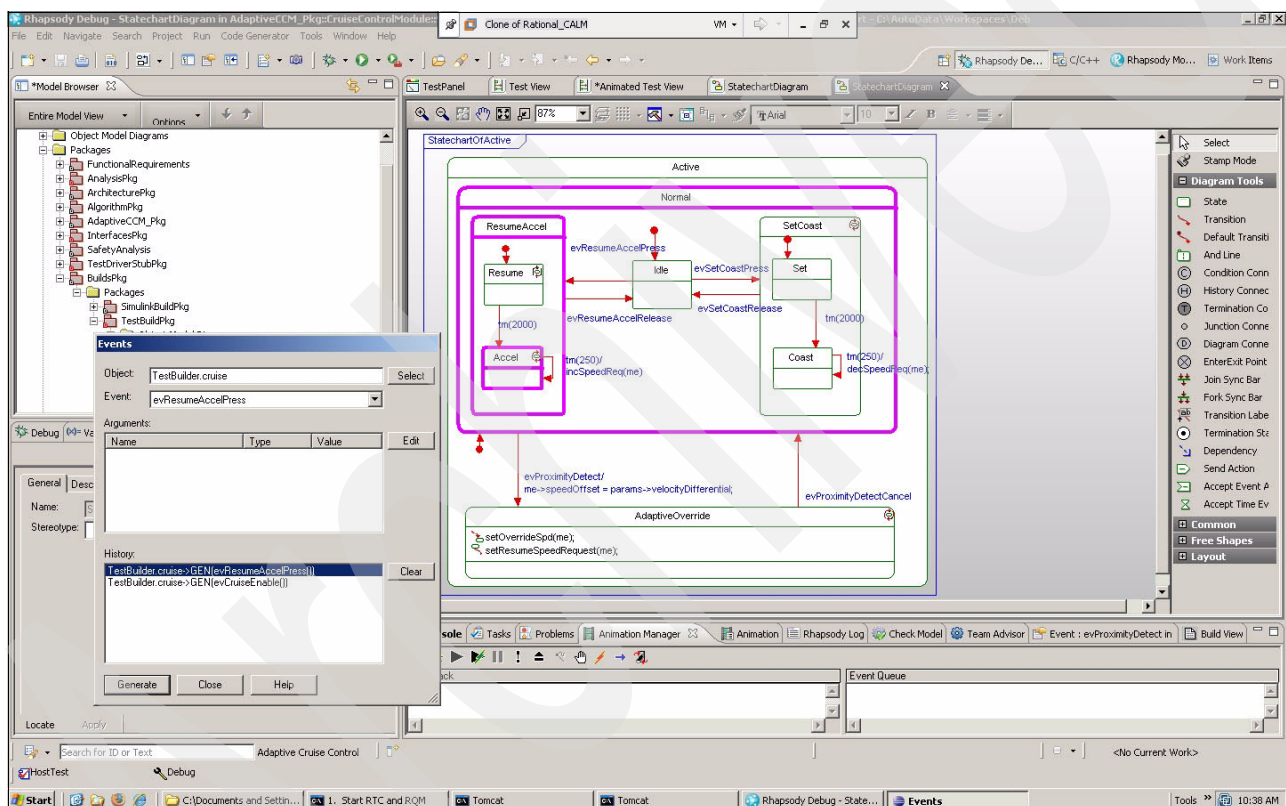 Rhapsody Debug - StatechartDiagram in AdaptiveCCM_Pkg::CruiseControlModule::
Clone of Rational_CALM
VM
File Edit Navigate Search Project Run Code Generator Tools Window Help
Rhapsody De... C/C++ Rhapsody Mo... Work Items
*Model Browser
TestPanel Test View *Animated Test View StatechartDiagram StatechartDiagram
Entire Model View Options
87% Arial 10
Object Model Diagrams
Packages
FunctionalRequirements
AnalysisPkg
ArchitecturePkg
AlgorithmPkg
AdaptiveCCM_Pkg
InterfacesPkg
SafetyAnalysis
TestDriverStubPkg
BuildsPkg
Packages
SimulinkBuildPkg
TestBuildPkg
StatechartOfActive
Active
Normal
ResumeAccel
SetCoast
evResumeAccelPress
Resume
Idle
evSetCoastPress
Set
evSetCoastRelease
evResumeAccelRelease
tm(2000)
tm(2000)
Accel
tm(250)/
incSpeedReq(me)
Coast
tm(250)/
decSpeedReq(me);
evProximityDetect/
me->speedOffset = params->velocityDifferential;
evProximityDetectCancel
AdaptiveOverride
setOverrideSpd(me);
setResumeSpeedRequest(me);
Select
Stamp Mode
Diagram Tools
State
Transition
Default Transiti
And Line
Condition Conn
History Connec
Termination Co
Junction Conne
Diagram Conne
EnterExit Point
Join Sync Bar
Fork Sync Bar
Transition Labe
Termination Sta
Dependency
Send Action
Accept Event A
Accept Time Ev
Common
Free Shapes
Layout
Events
Object: TestBuilder.cruise Select
Event: evResumeAccelPress
Arguments:
Name Type Value Edit
History:
TestBuilder.cruise->GEN(evResumeAccelPress())
TestBuilder.cruise->GEN(evCruiseEnable())
Clear
Generate Close Help
Debug
General Desc
Name:
Stereotype:
Locate Apply
sole Tasks Problems Animation Manager Animation Rhapsody Log Check Model Team Advisor Event : evProximityDetect in Build View
ack
Event Queue
Search for ID or Text Adaptive Cruise Control <No Current Work>
HostTest Debug
Start C:\Documents and Settin... 1. Start RTC and RQM Tomcat Tomcat Rhapsody Debug - State... Events Tools 10:38 AM